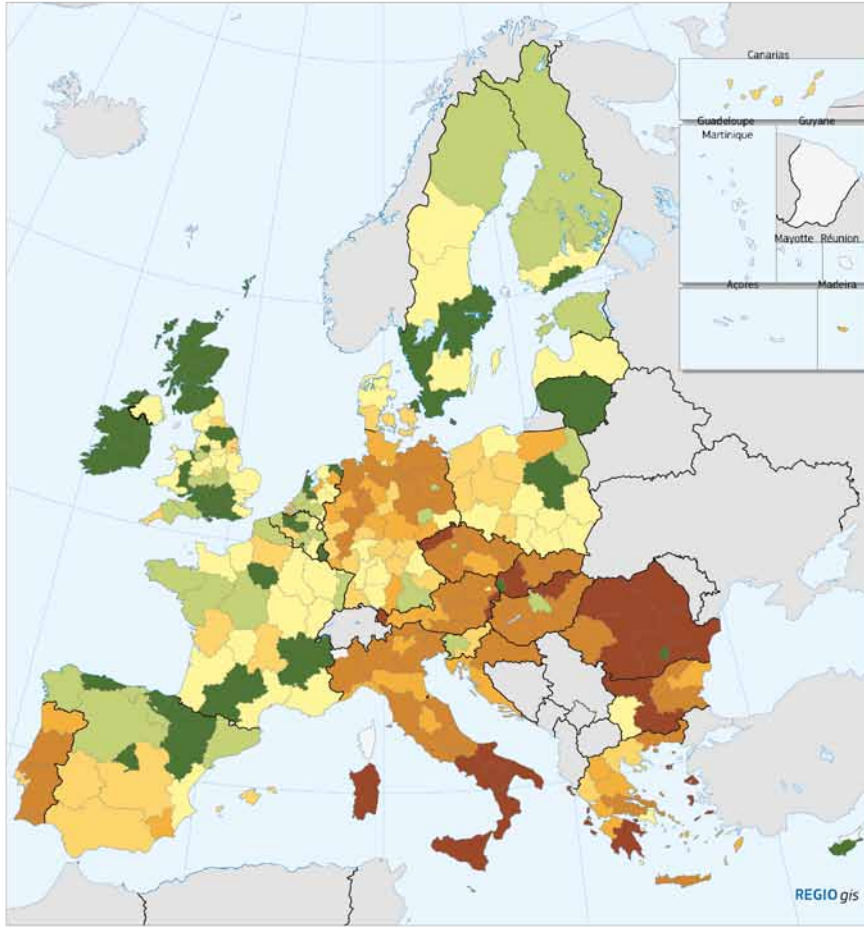 Canarias
Guadeloupe Guyane
Martinique
Mayotte Réunion
Açores Madeira
REGIO gis